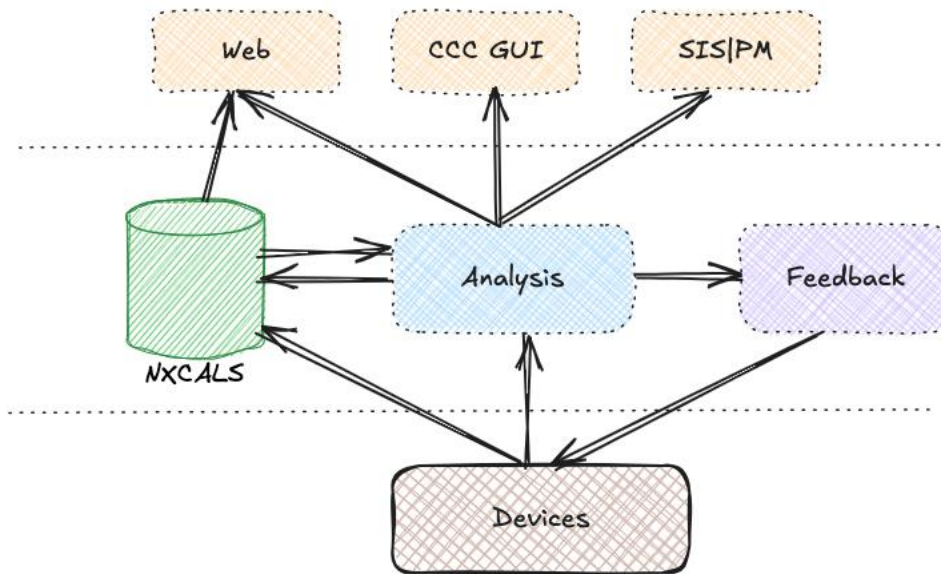 Web
CCC GUI
SIS|PM
Analysis
Feedback
NXCALS
Devices